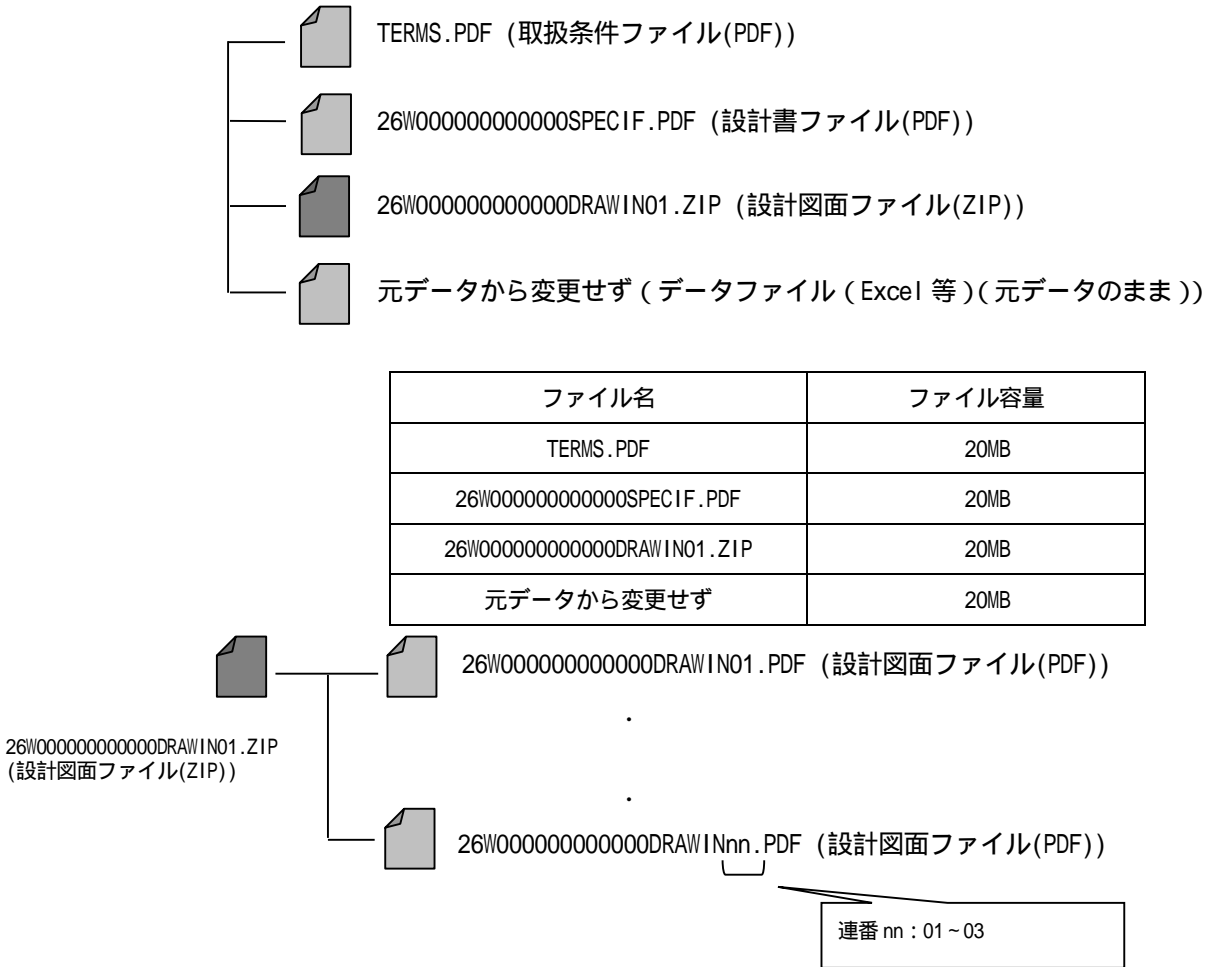 TERMS.PDF (取扱条件ファイル(PDF))
26W000000000000SPECIF.PDF (設計書ファイル(PDF))
26W000000000000DRAWIN01.ZIP (設計図面ファイル(ZIP))
元データから変更せず(データファイル(Excel 等)(元データのまま))
ファイル名 ファイル容量
TERMS.PDF 20MB
26W000000000000SPECIF.PDF 20MB
26W000000000000DRAWIN01.ZIP 20MB
元データから変更せず 20MB
26W000000000000DRAWIN01.PDF (設計図面ファイル(PDF))
.
26W000000000000DRAWIN01.ZIP
(設計図面ファイル(ZIP))
.
26W000000000000DRAWINnn.PDF (設計図面ファイル(PDF))
連番 nn:01~03